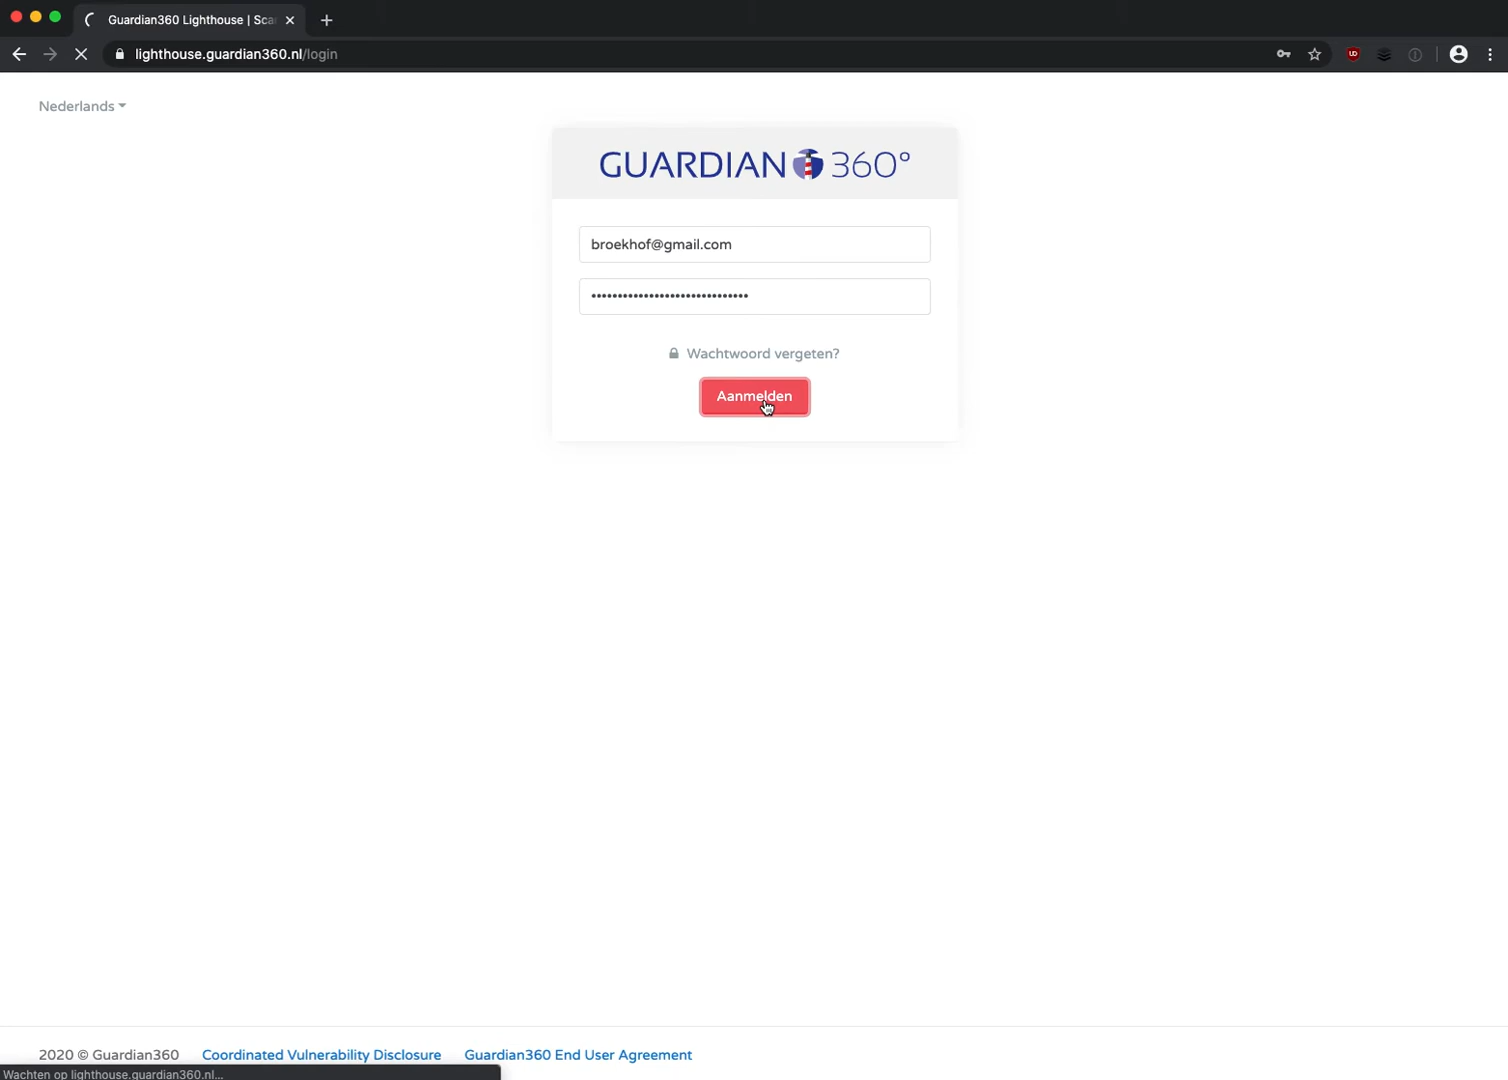 Guardian360 Lighthouse | Sca
lighthouse.guardian360.nl/login
Nederlands
GUARDIAN 360°
broekhof@gmail.com
••••••••••••••••••••••••••••••
Wachtwoord vergeten?
Aanmelden
2020 © Guardian360 Coordinated Vulnerability Disclosure Guardian360 End User Agreement
Wachten op lighthouse.guardian360.nl...